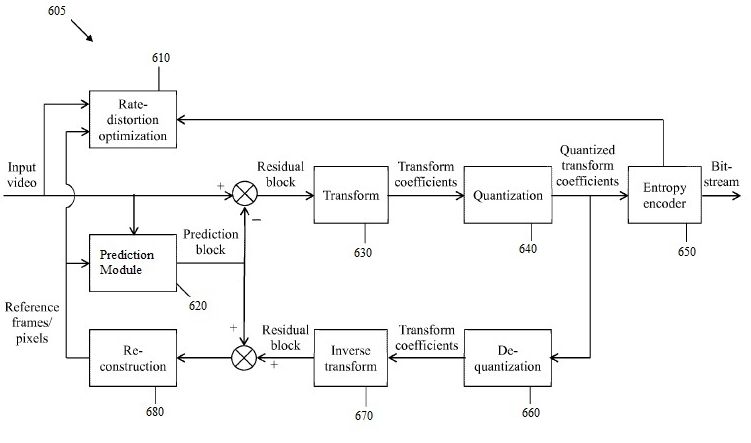 605
610
Rate-
distortion
optimization
Input
video
+
Residual
block
Transform
630
Transform
coefficients
Quantization
640
Quantized
transform
coefficients
Entropy
encoder
650
Bit-
stream
−
Prediction
block
Prediction
Module
620
Reference
frames/
pixels
Re-
construction
680
+
+
Residual
block
Inverse
transform
670
Transform
coefficients
De-
quantization
660